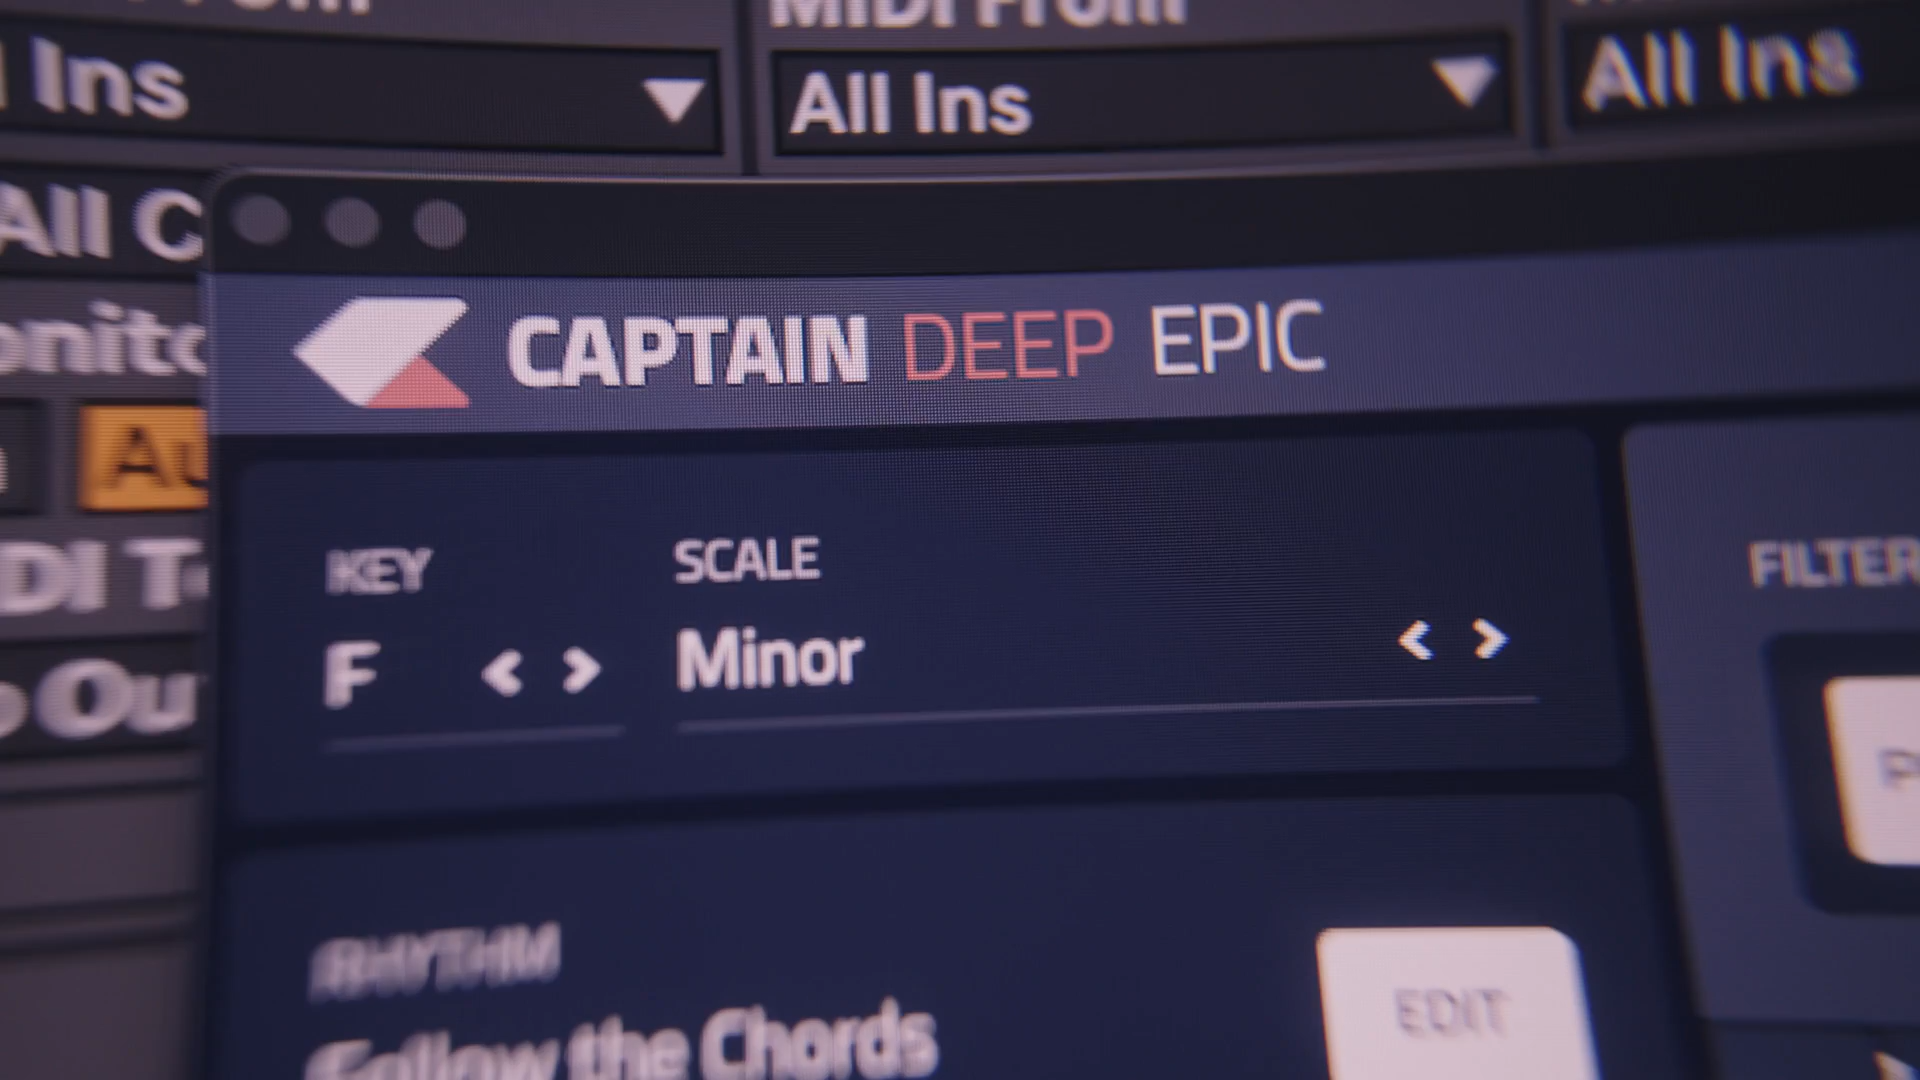 MIDI From
Ins
All Ins
All Ins
All C
onito
Au
CAPTAIN DEEP EPIC
KEY
SCALE
FILTER
DI T
F < >
Minor < >
Ou
RHYTHM
EDIT
Follow the Chords